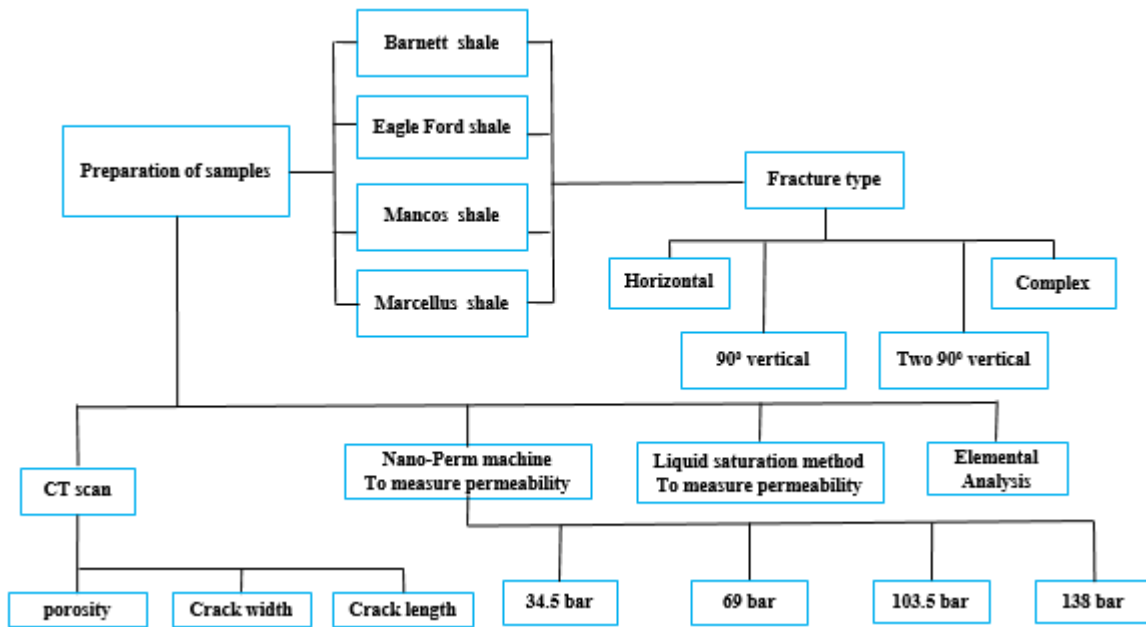 Barnett shale
Eagle Ford shale
Preparation of samples
Fracture type
Mancos shale
Marcellus shale
Horizontal
Complex
90⁰ vertical
Two 90⁰ vertical
CT scan
Nano-Perm machine
To measure permeability
Liquid saturation method
To measure permeability
Elemental
Analysis
porosity
Crack width
Crack length
34.5 bar
69 bar
103.5 bar
138 bar